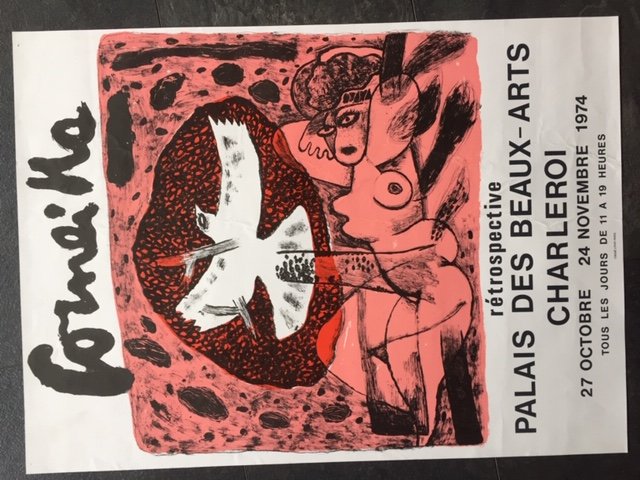 Corneille
rétrospective
PALAIS DES BEAUX-ARTS
CHARLEROI
27 OCTOBRE 24 NOVEMBRE 1974
TOUS LES JOURS DE 11 A 19 HEURES